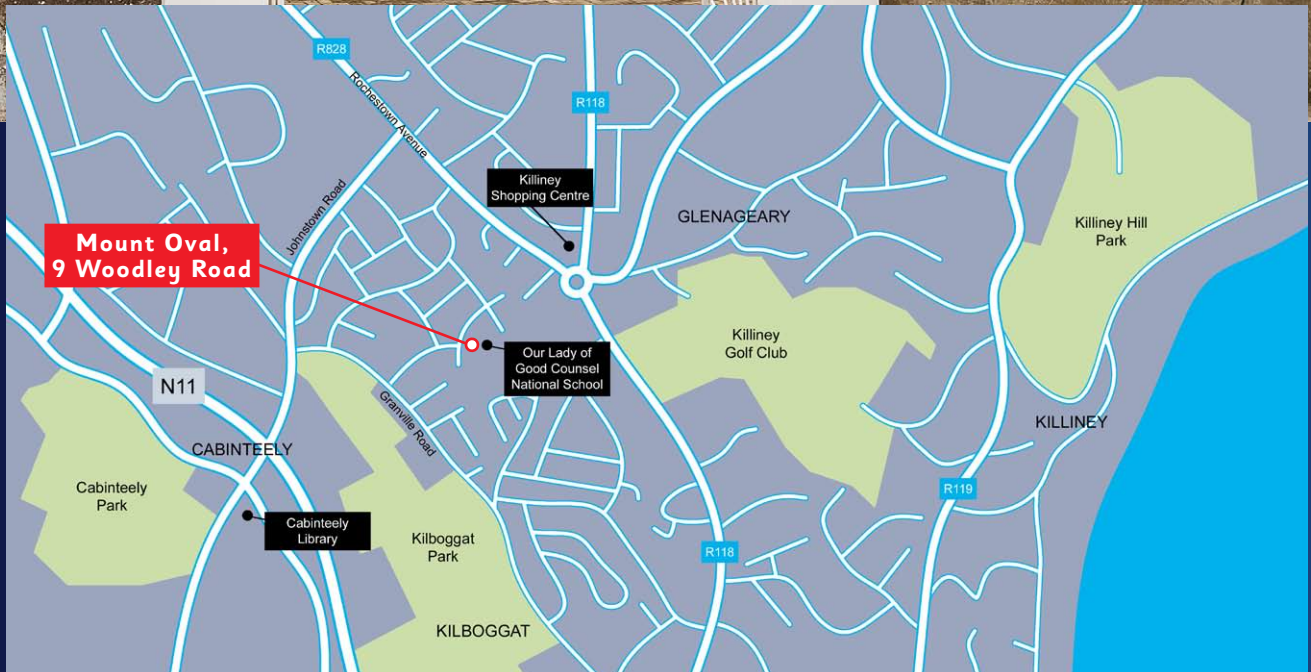 R828
Rochestown Avenue
R118
Killiney
Shopping Centre
GLENAGEARY
Killiney Hill
Park
Johnstown Road
Mount Oval,
9 Woodley Road
Killiney
Golf Club
Our Lady of
Good Counsel
National School
N11
Granville Road
KILLINEY
CABINTEELY
Cabinteely
Park
R119
Cabinteely
Library
Kilboggat
Park
R118
KILBOGGAT